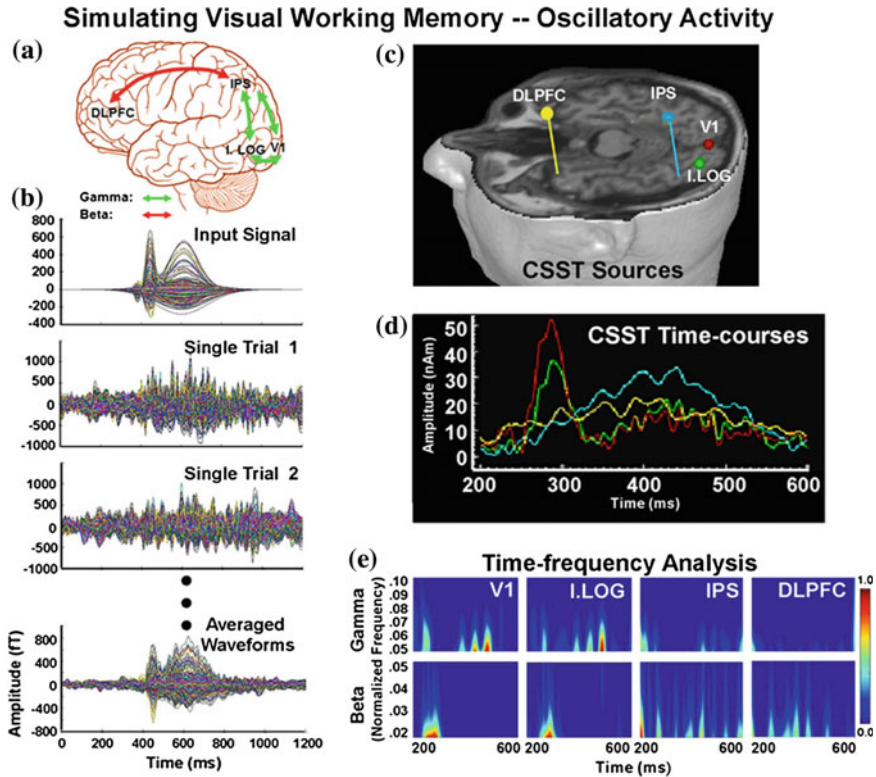 Simulating Visual Working Memory -- Oscillatory Activity
(a)
IPS
DLPFC
I. LOG
V1
Gamma:
Beta:
(b)
Input Signal
800
600
400
200
0
-200
-400
Single Trial 1
1000
500
0
-500
-1000
Single Trial 2
1000
500
0
-500
-1000
Averaged
Waveforms
Amplitude (fT)
800
400
0
-400
-800
0 200 400 600 800 1000 1200
Time (ms)
(c)
DLPFC
IPS
V1
I.LOG
CSST Sources
(d)
CSST Time-courses
Amplitude (nAm)
50
40
30
20
10
0
200 300 400 500 600
Time (ms)
(e)
Time-frequency Analysis
V1 I.LOG IPS DLPFC
Gamma
Beta
(Normalized Frequency)
.10
.09
.08
.07
.06
.05
.05
.04
.03
.02
200 600 200 600 200 600 200 600
ms ms ms ms
1.0
0.0